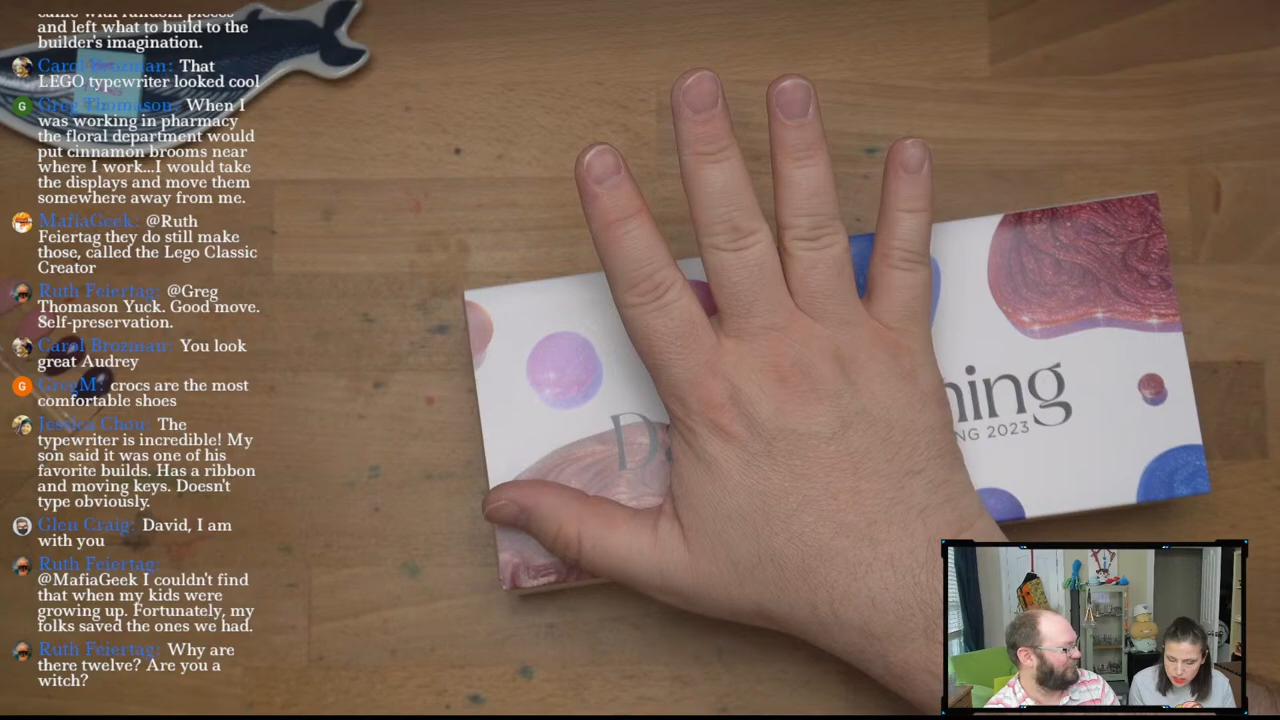 came with random pieces
and left what to build to the
builder's imagination.
Carol Brozman: That
LEGO typewriter looked cool
G
Greg Thomason: When I
was working in pharmacy
the floral department would
put cinnamon brooms near
where I work...I would take
the displays and move them
somewhere away from me.
MafiaGeek: @Ruth
Feiertag they do still make
those, called the Lego Classic
Creator
Ruth Feiertag: @Greg
Thomason Yuck. Good move.
Self-preservation.
Carol Brozman: You look
great Audrey
G
GregM: crocs are the most
comfortable shoes
Jessica Chou: The
typewriter is incredible! My
son said it was one of his
favorite builds. Has a ribbon
and moving keys. Doesn't
type obviously.
Glen Craig: David, I am
with you
Ruth Feiertag:
@MafiaGeek I couldn't find
that when my kids were
growing up. Fortunately, my
folks saved the ones we had.
Ruth Feiertag: Why are
there twelve? Are you a
witch?
D
ning
NG 2023